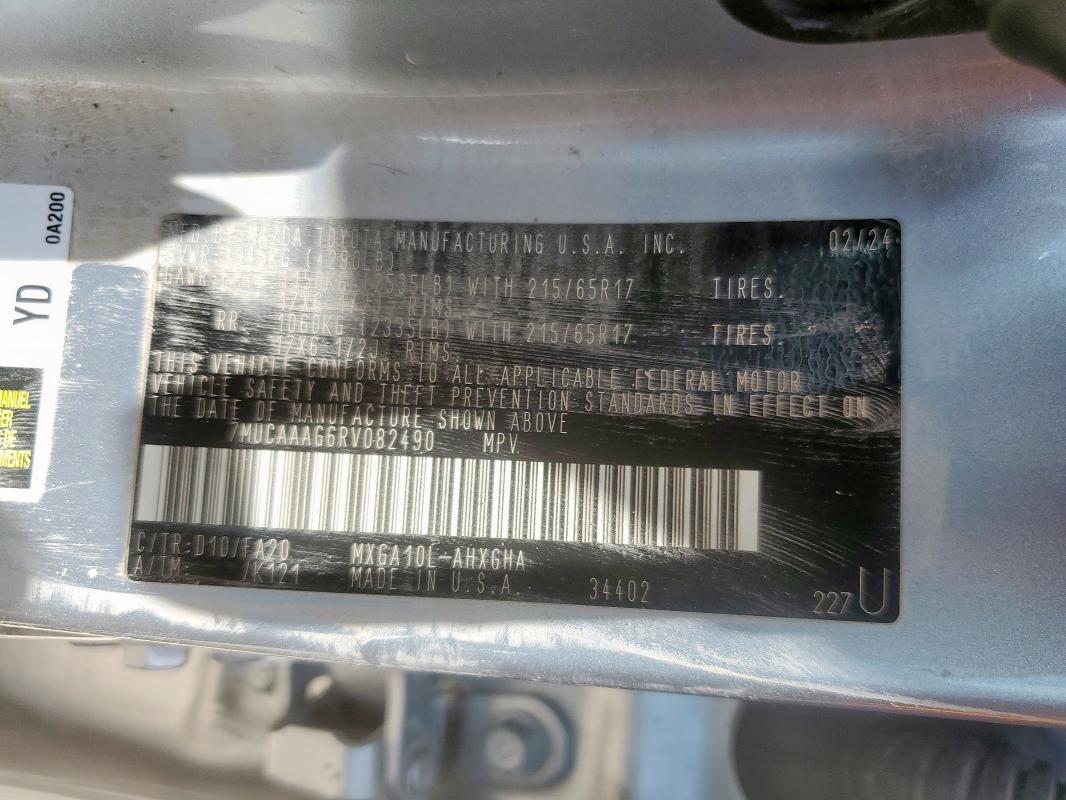 0A200
YD
MANUEL
MENTS
TOYOTA MANUFACTURING U.S.A. INC. 02/24
WITH 215/65R17 TIRES.
RIMS
RR. 1060KG (2335LB) WITH 215/65R17 TIRES.
RIMS.
THIS VEHICLE CONFORMS TO ALL APPLICABLE FEDERAL MOTOR
VEHICLE SAFETY AND THEFT PREVENTION STANDARDS IN EFFECT ON
THE DATE OF MANUFACTURE SHOWN ABOVE
7MUCAAAG6RV082490 MPV.
C/TR:D10/FA20 MXGA10L-AHXGHA
A/TM. /K121 MADE IN U.S.A. 34402
227 U